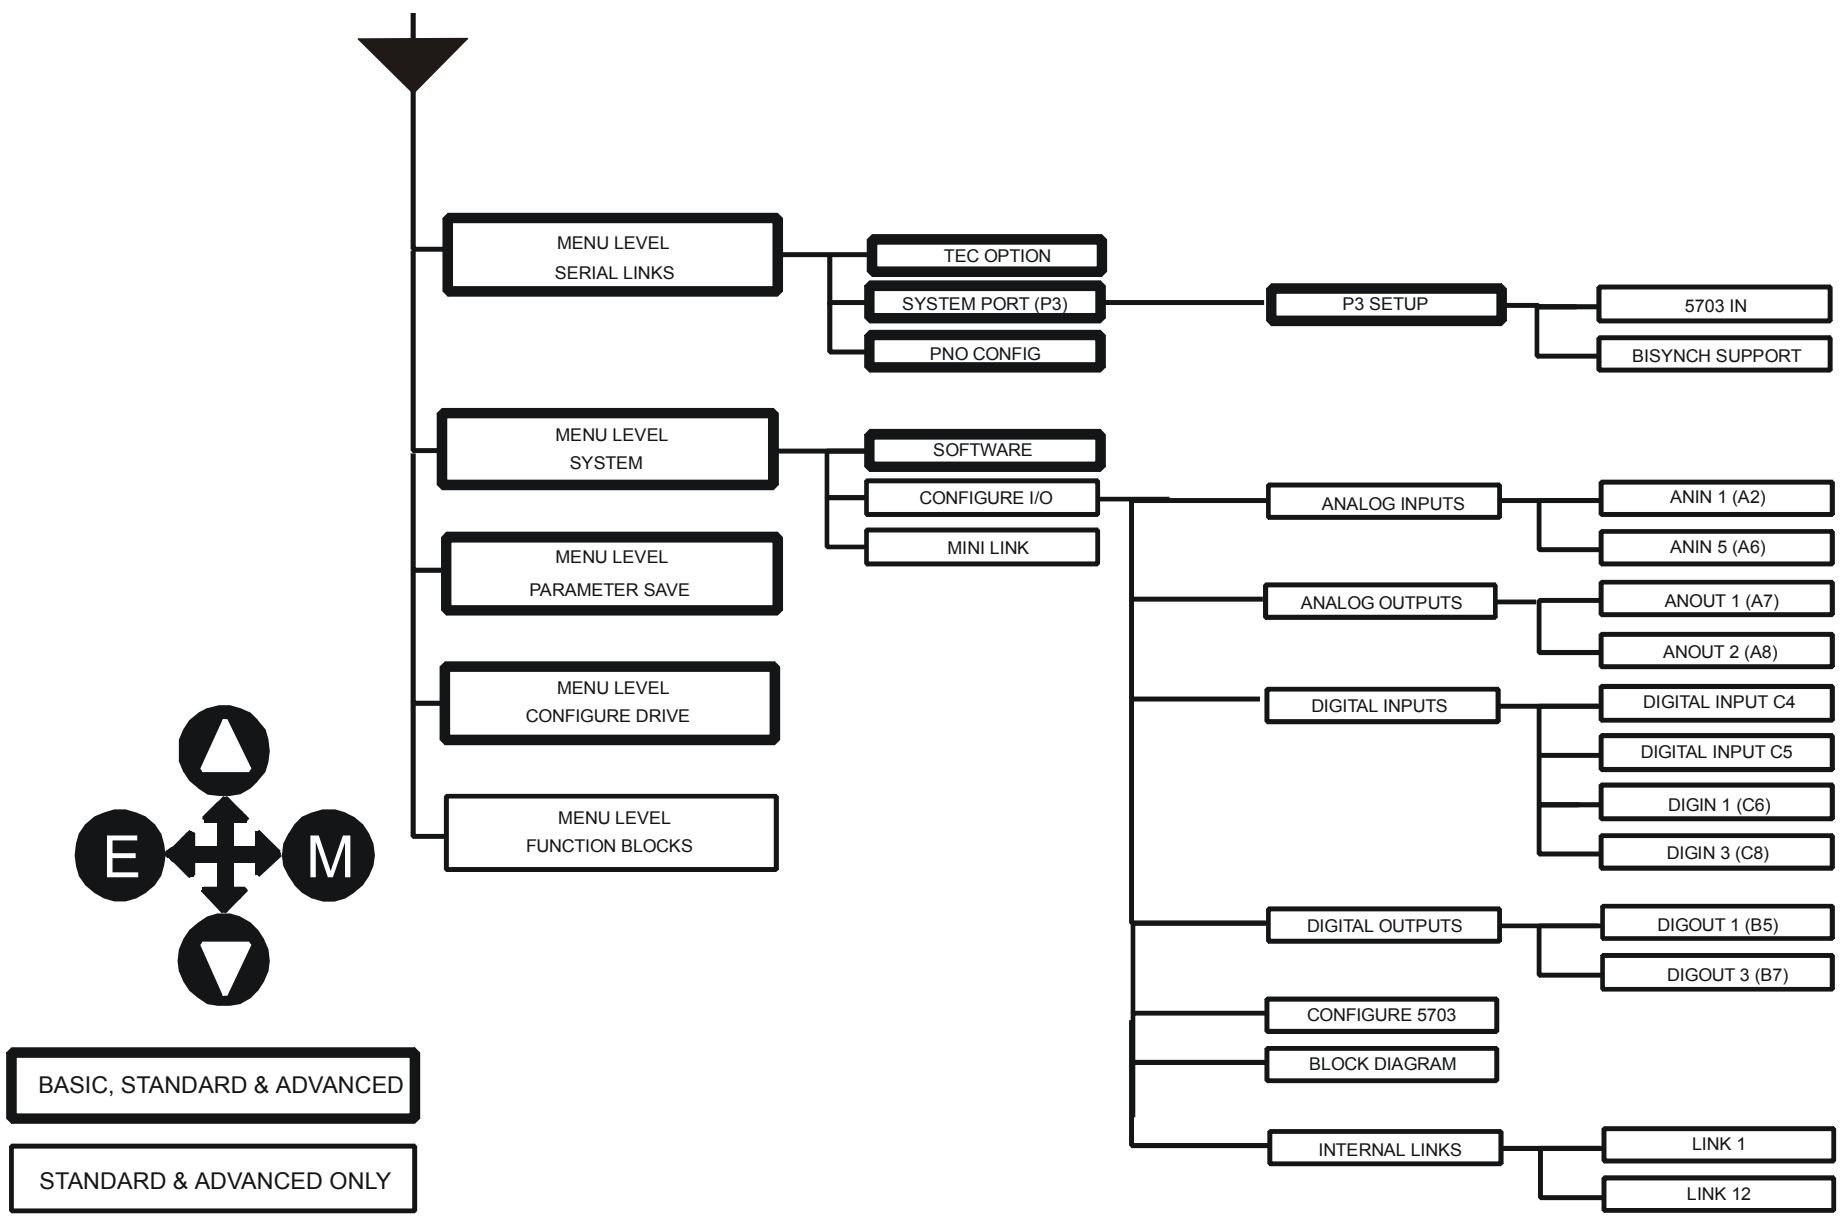 MENU LEVEL
SERIAL LINKS
TEC OPTION
SYSTEM PORT (P3)
PNO CONFIG
P3 SETUP
5703 IN
BISYNCH SUPPORT
MENU LEVEL
SYSTEM
SOFTWARE
CONFIGURE I/O
MINI LINK
ANALOG INPUTS
ANIN 1 (A2)
ANIN 5 (A6)
ANALOG OUTPUTS
ANOUT 1 (A7)
ANOUT 2 (A8)
DIGITAL INPUTS
DIGITAL INPUT C4
DIGITAL INPUT C5
DIGIN 1 (C6)
DIGIN 3 (C8)
DIGITAL OUTPUTS
DIGOUT 1 (B5)
DIGOUT 3 (B7)
CONFIGURE 5703
BLOCK DIAGRAM
INTERNAL LINKS
LINK 1
LINK 12
MENU LEVEL
PARAMETER SAVE
MENU LEVEL
CONFIGURE DRIVE
MENU LEVEL
FUNCTION BLOCKS
E
M
BASIC, STANDARD & ADVANCED
STANDARD & ADVANCED ONLY